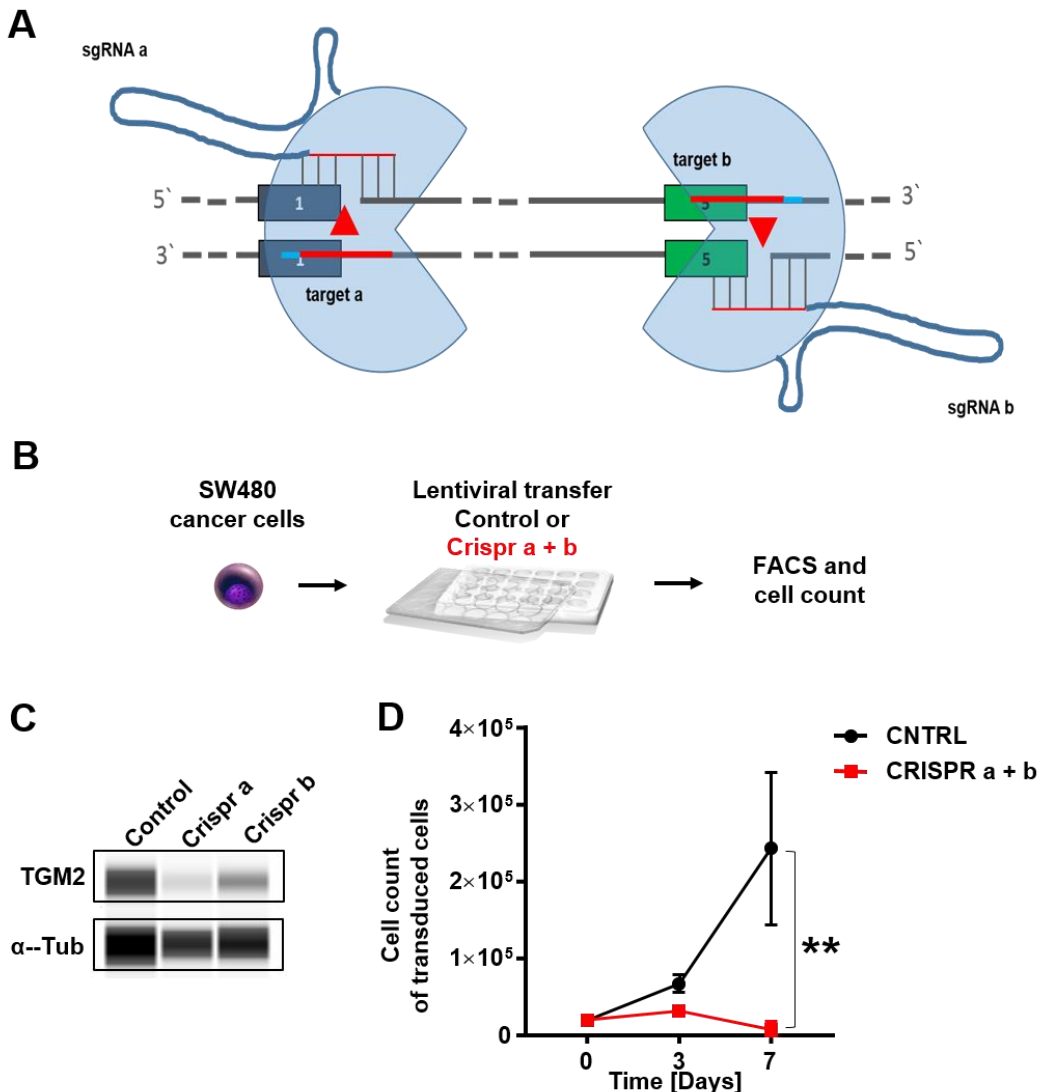 A
sgRNA a
target b
5` 1 5 3`
3` 1 5 5`
target a
sgRNA b
B
SW480
cancer cells
Lentiviral transfer
Control or
Crispr a + b
FACS and
cell count
C
Control
Crispr a
Crispr b
TGM2
α--Tub
D
Cell count
of transduced cells
4×10⁵
3×10⁵
2×10⁵
1×10⁵
0
0 3 7
Time [Days]
**
CNTRL
CRISPR a + b